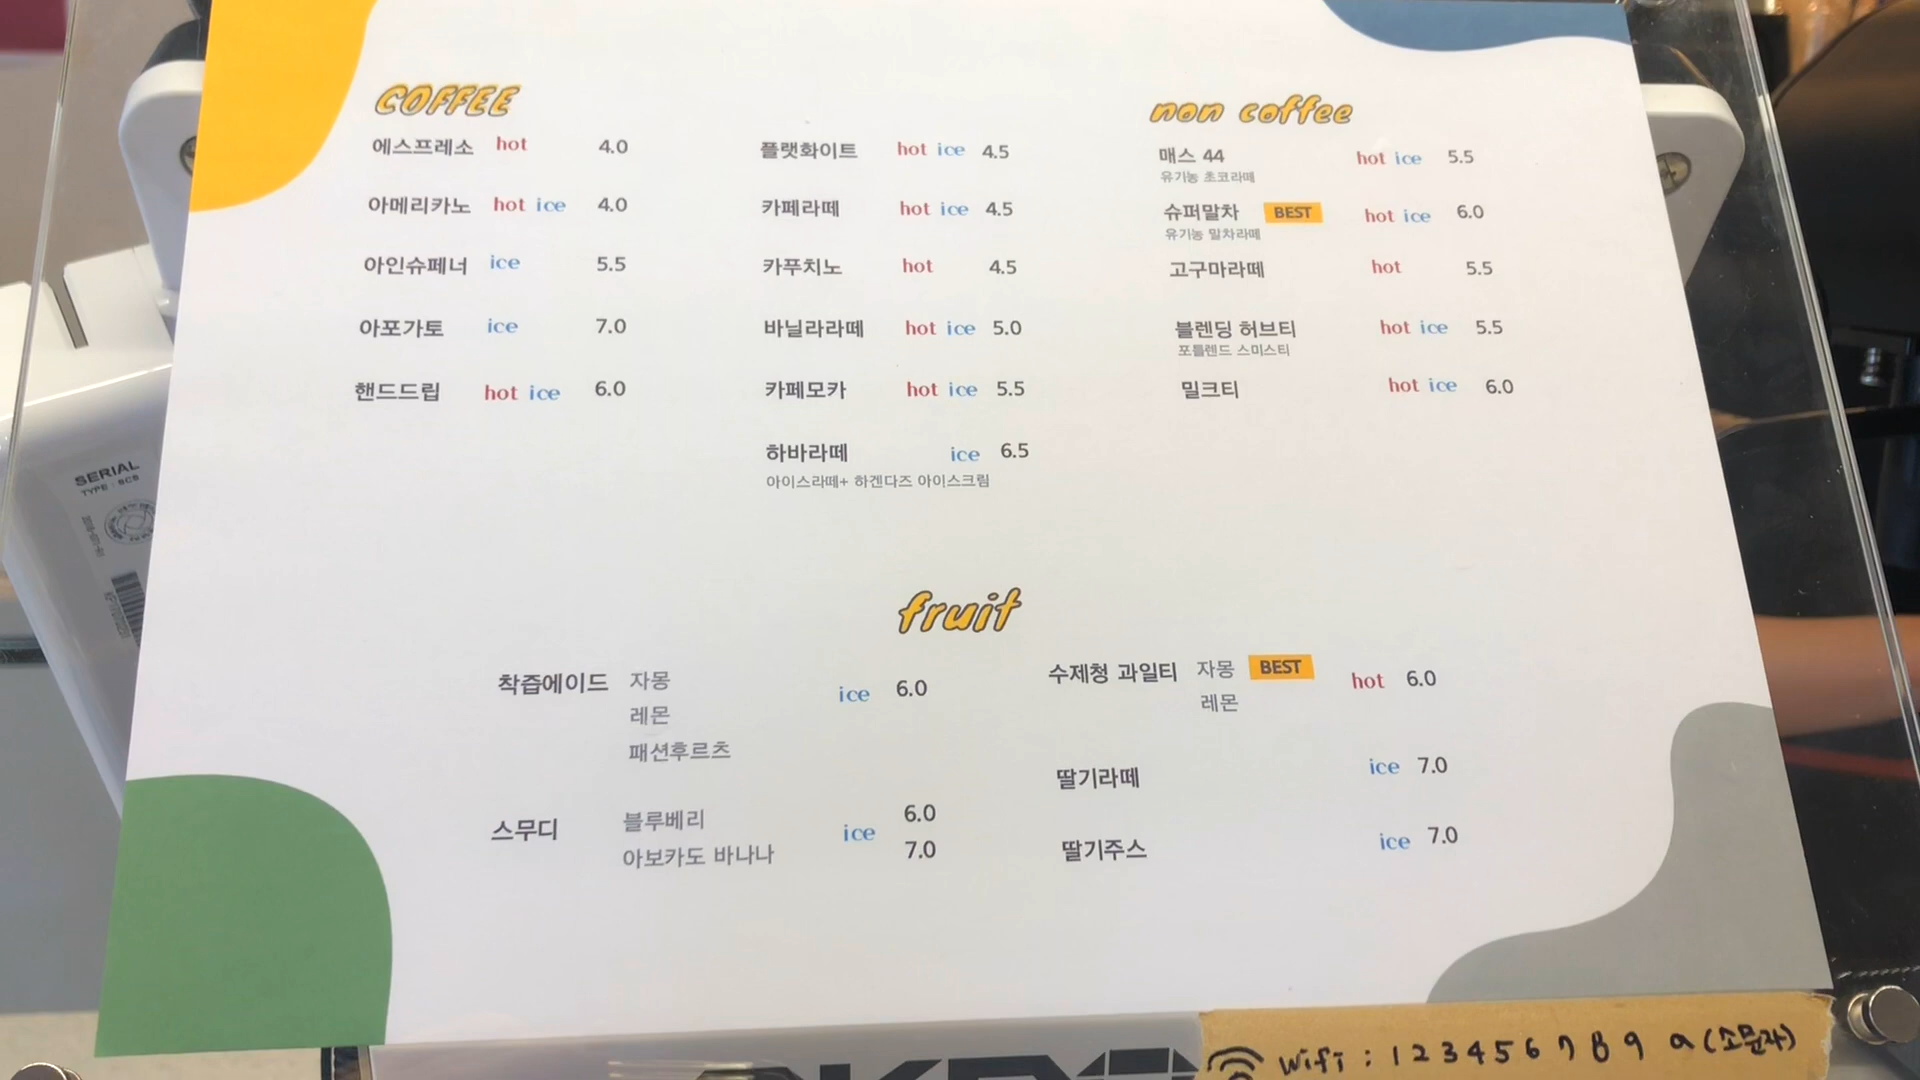 COFFEE
에스프레소 hot 4.0
아메리카노 hot ice 4.0
아인슈페너 ice 5.5
아포가토 ice 7.0
핸드드립 hot ice 6.0
플랫화이트 hot ice 4.5
카페라떼 hot ice 4.5
카푸치노 hot 4.5
바닐라라떼 hot ice 5.0
카페모카 hot ice 5.5
하바라떼 ice 6.5
아이스라떼+ 하겐다즈 아이스크림
non coffee
매스 44 hot ice 5.5
유기농 초코라떼
슈퍼말차 BEST hot ice 6.0
유기농 말차라떼
고구마라떼 hot 5.5
블렌딩 허브티 hot ice 5.5
포틀렌드 스미스티
밀크티 hot ice 6.0
fruit
착즙에이드 자몽 ice 6.0
레몬
패션후르츠
스무디 블루베리 ice 6.0
아보카도 바나나 7.0
수제청 과일티 자몽 BEST hot 6.0
레몬
딸기라떼 ice 7.0
딸기주스 ice 7.0
SERIAL
TYPE : SCS
Wifi : 123456789 a (소문자)